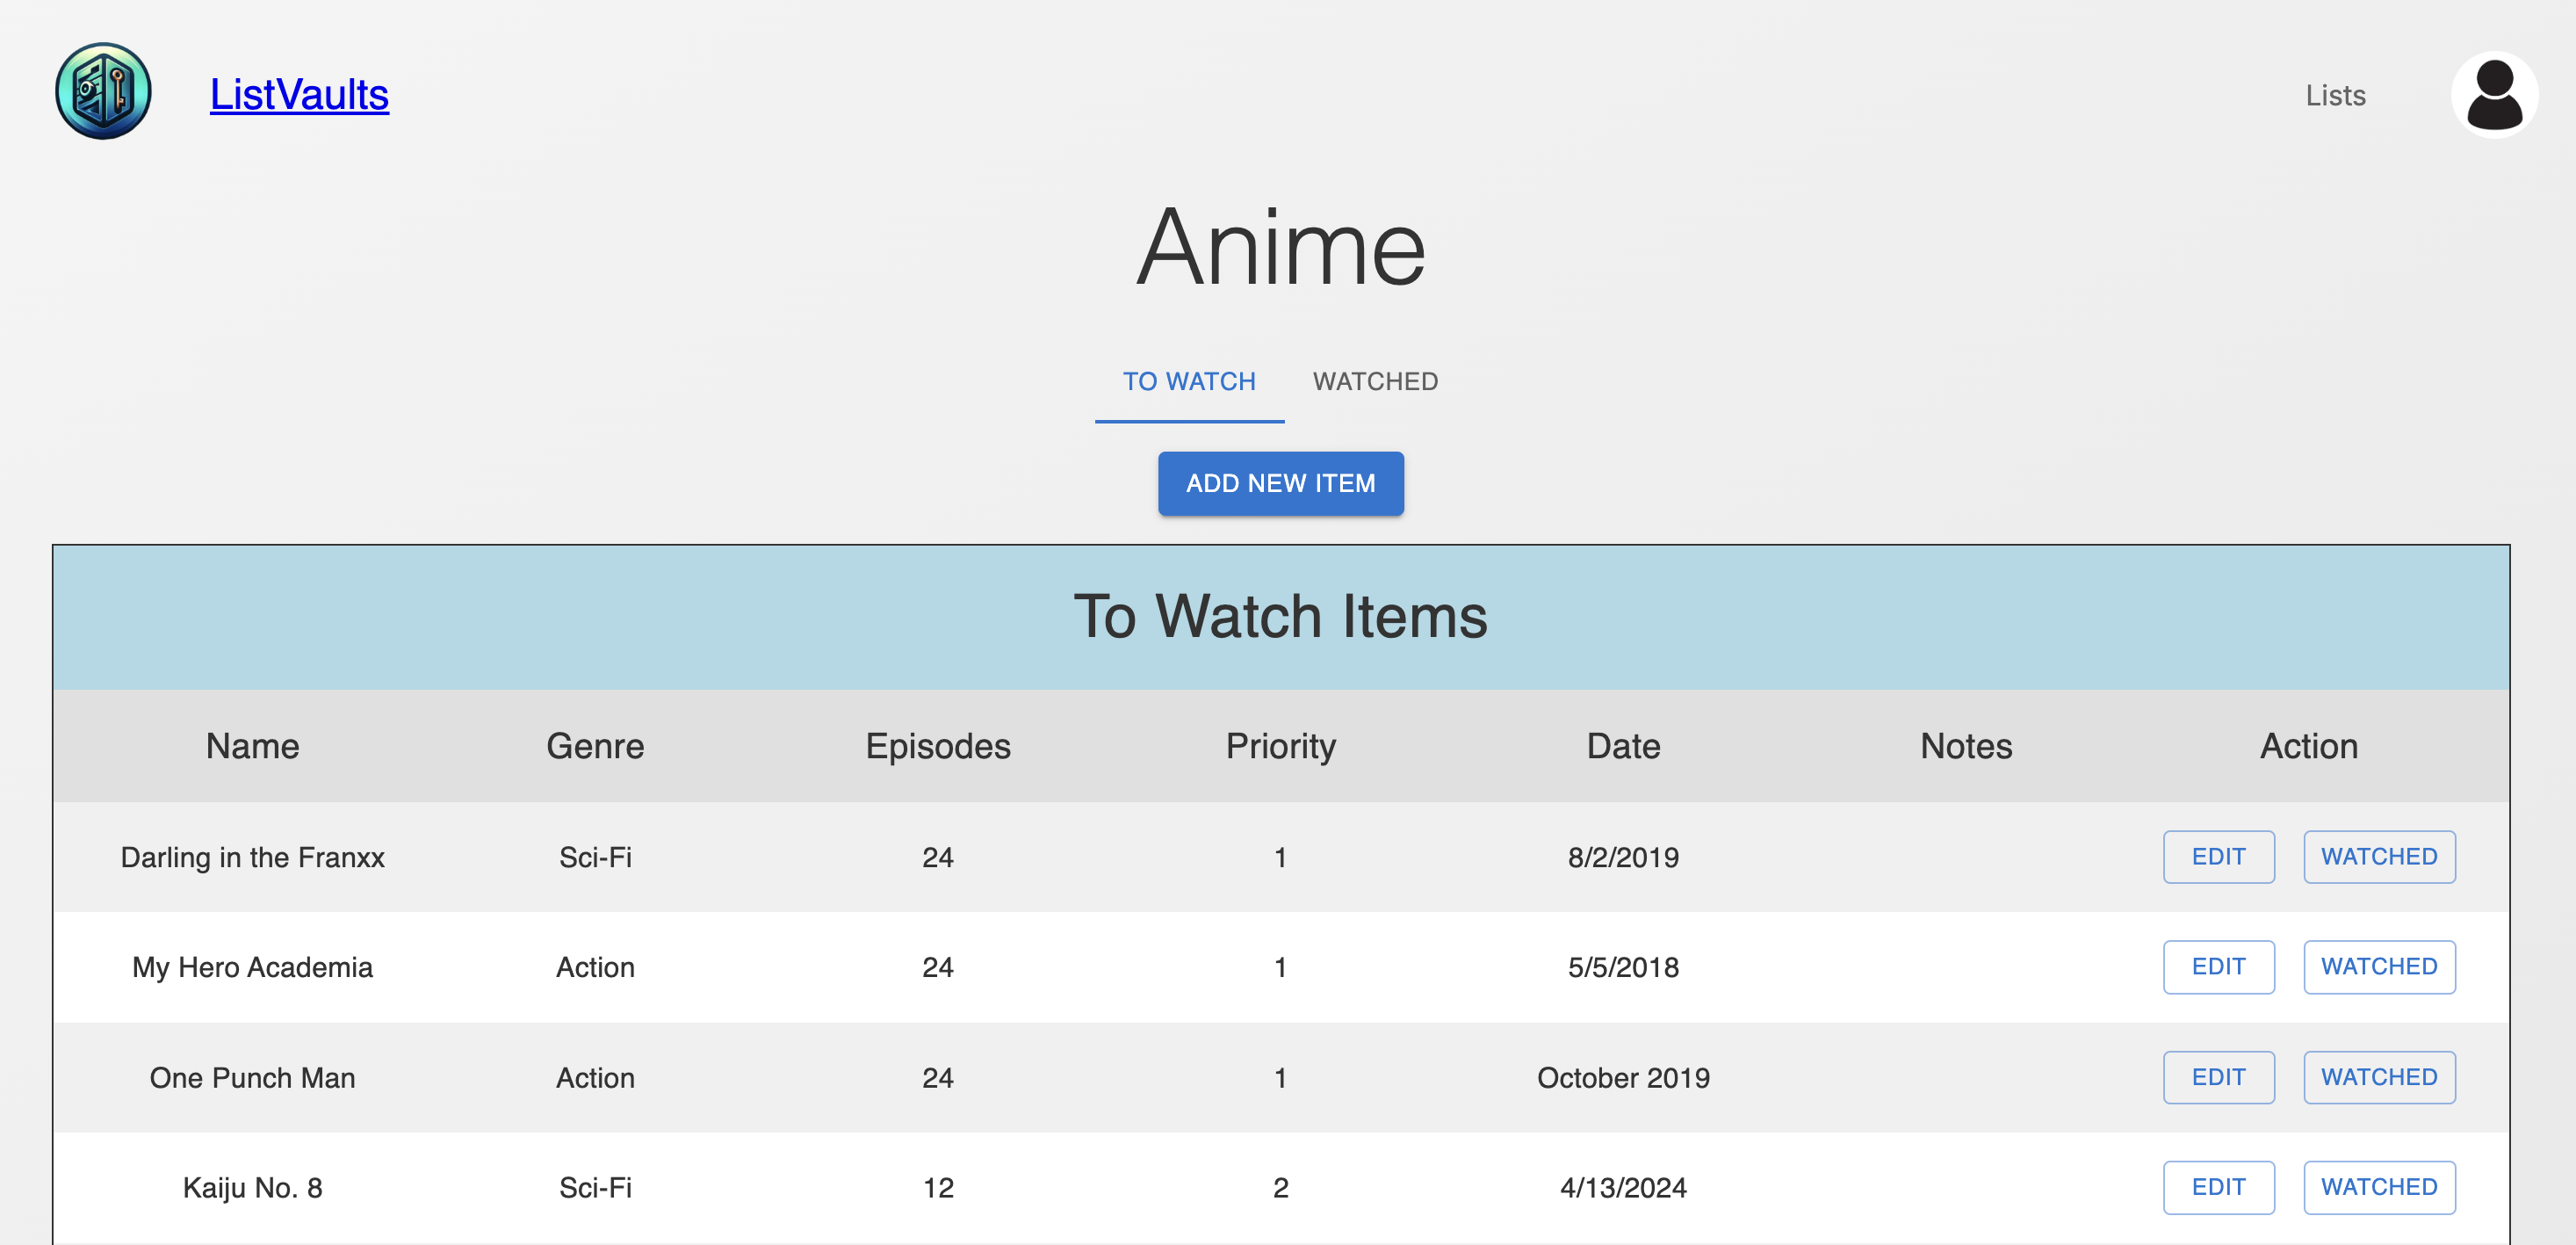 ListVaults
Lists
Anime
TO WATCH WATCHED
ADD NEW ITEM
To Watch Items
Name Genre Episodes Priority Date Notes Action
Darling in the Franxx Sci-Fi 24 1 8/2/2019 EDIT WATCHED
My Hero Academia Action 24 1 5/5/2018 EDIT WATCHED
One Punch Man Action 24 1 October 2019 EDIT WATCHED
Kaiju No. 8 Sci-Fi 12 2 4/13/2024 EDIT WATCHED